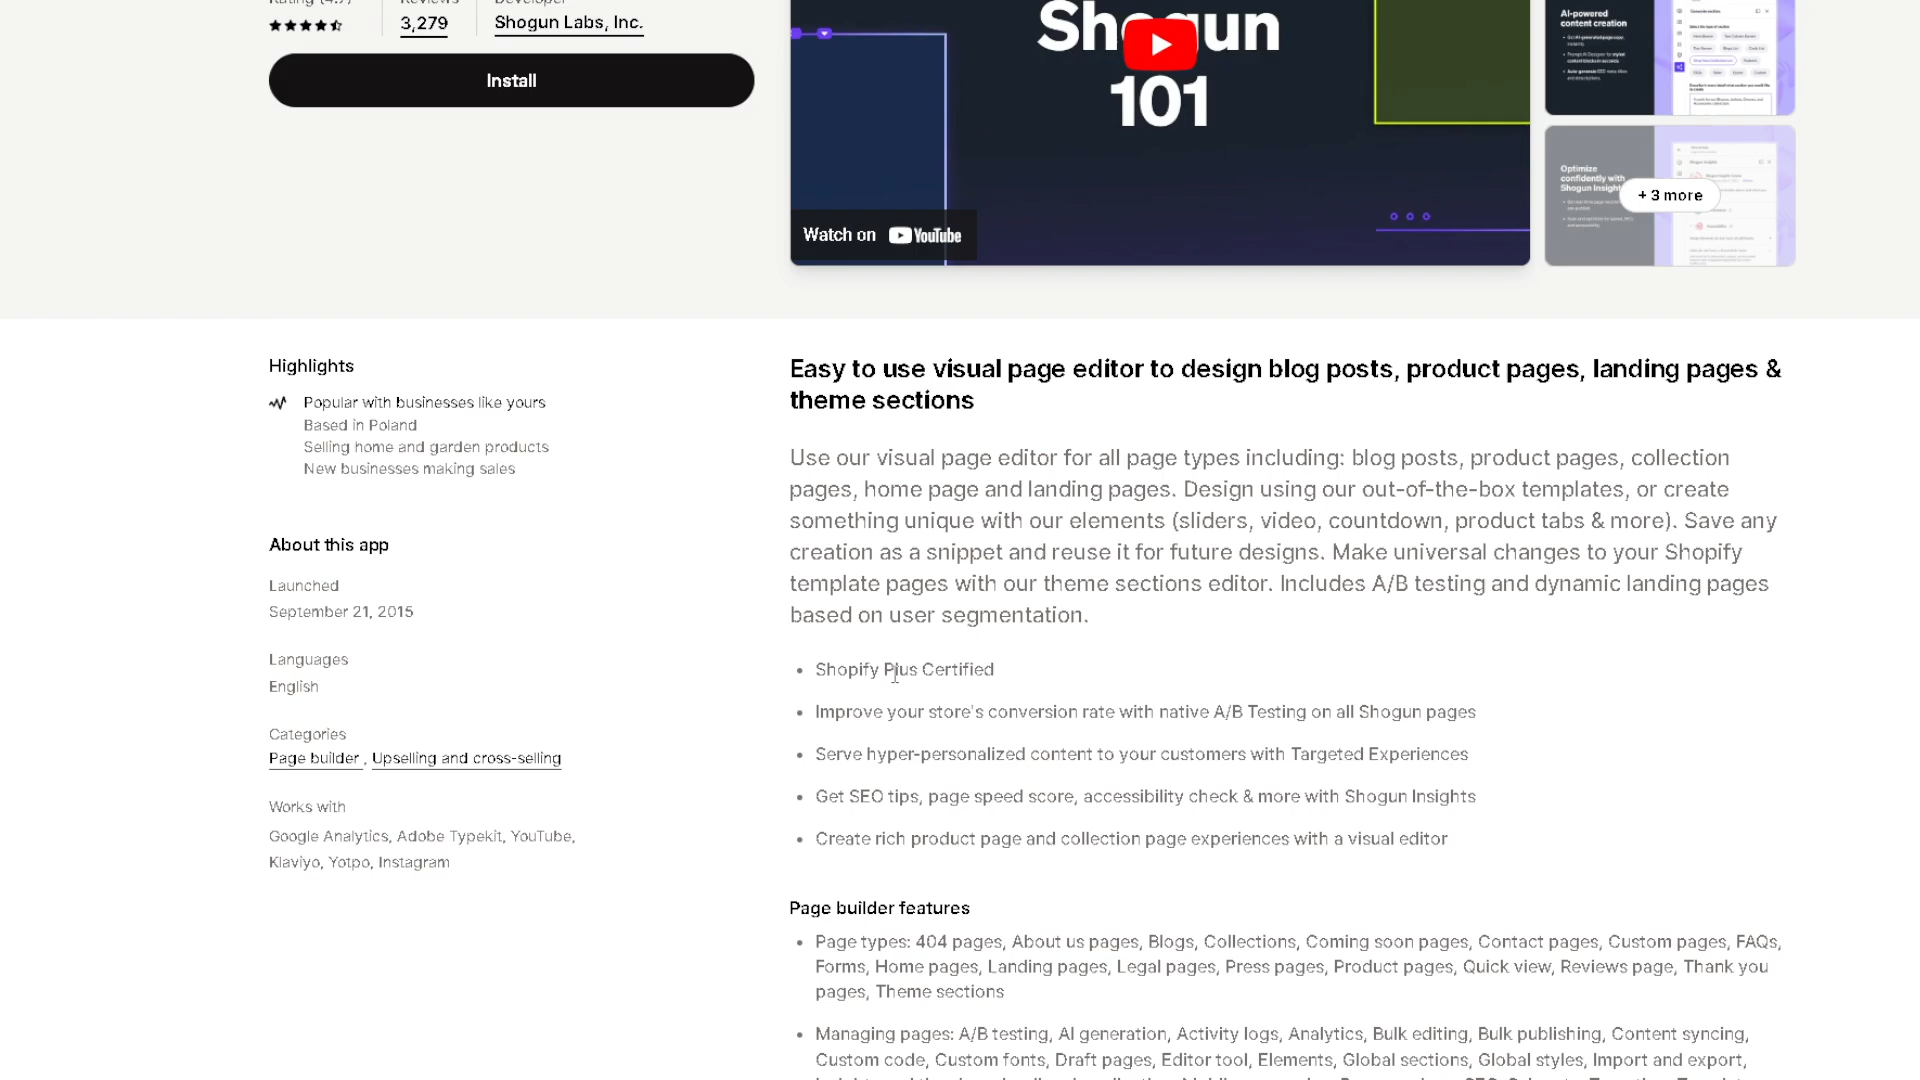 3,279
Shogun Labs, Inc.
Install
Shogun
101
Watch on YouTube
AI-powered
content creation
Optimize
confidently with
Shogun Insights
+ 3 more
Highlights
Popular with businesses like yours
Based in Poland
Selling home and garden products
New businesses making sales
About this app
Launched
September 21, 2015
Languages
English
Categories
Page builder , Upselling and cross-selling
Works with
Google Analytics, Adobe Typekit, YouTube,
Klaviyo, Yotpo, Instagram
Easy to use visual page editor to design blog posts, product pages, landing pages &
theme sections
Use our visual page editor for all page types including: blog posts, product pages, collection
pages, home page and landing pages. Design using our out-of-the-box templates, or create
something unique with our elements (sliders, video, countdown, product tabs & more). Save any
creation as a snippet and reuse it for future designs. Make universal changes to your Shopify
template pages with our theme sections editor. Includes A/B testing and dynamic landing pages
based on user segmentation.
Shopify Plus Certified
Improve your store's conversion rate with native A/B Testing on all Shogun pages
Serve hyper-personalized content to your customers with Targeted Experiences
Get SEO tips, page speed score, accessibility check & more with Shogun Insights
Create rich product page and collection page experiences with a visual editor
Page builder features
Page types: 404 pages, About us pages, Blogs, Collections, Coming soon pages, Contact pages, Custom pages, FAQs,
Forms, Home pages, Landing pages, Legal pages, Press pages, Product pages, Quick view, Reviews page, Thank you
pages, Theme sections
Managing pages: A/B testing, AI generation, Activity logs, Analytics, Bulk editing, Bulk publishing, Content syncing,
Custom code, Custom fonts, Draft pages, Editor tool, Elements, Global sections, Global styles, Import and export,